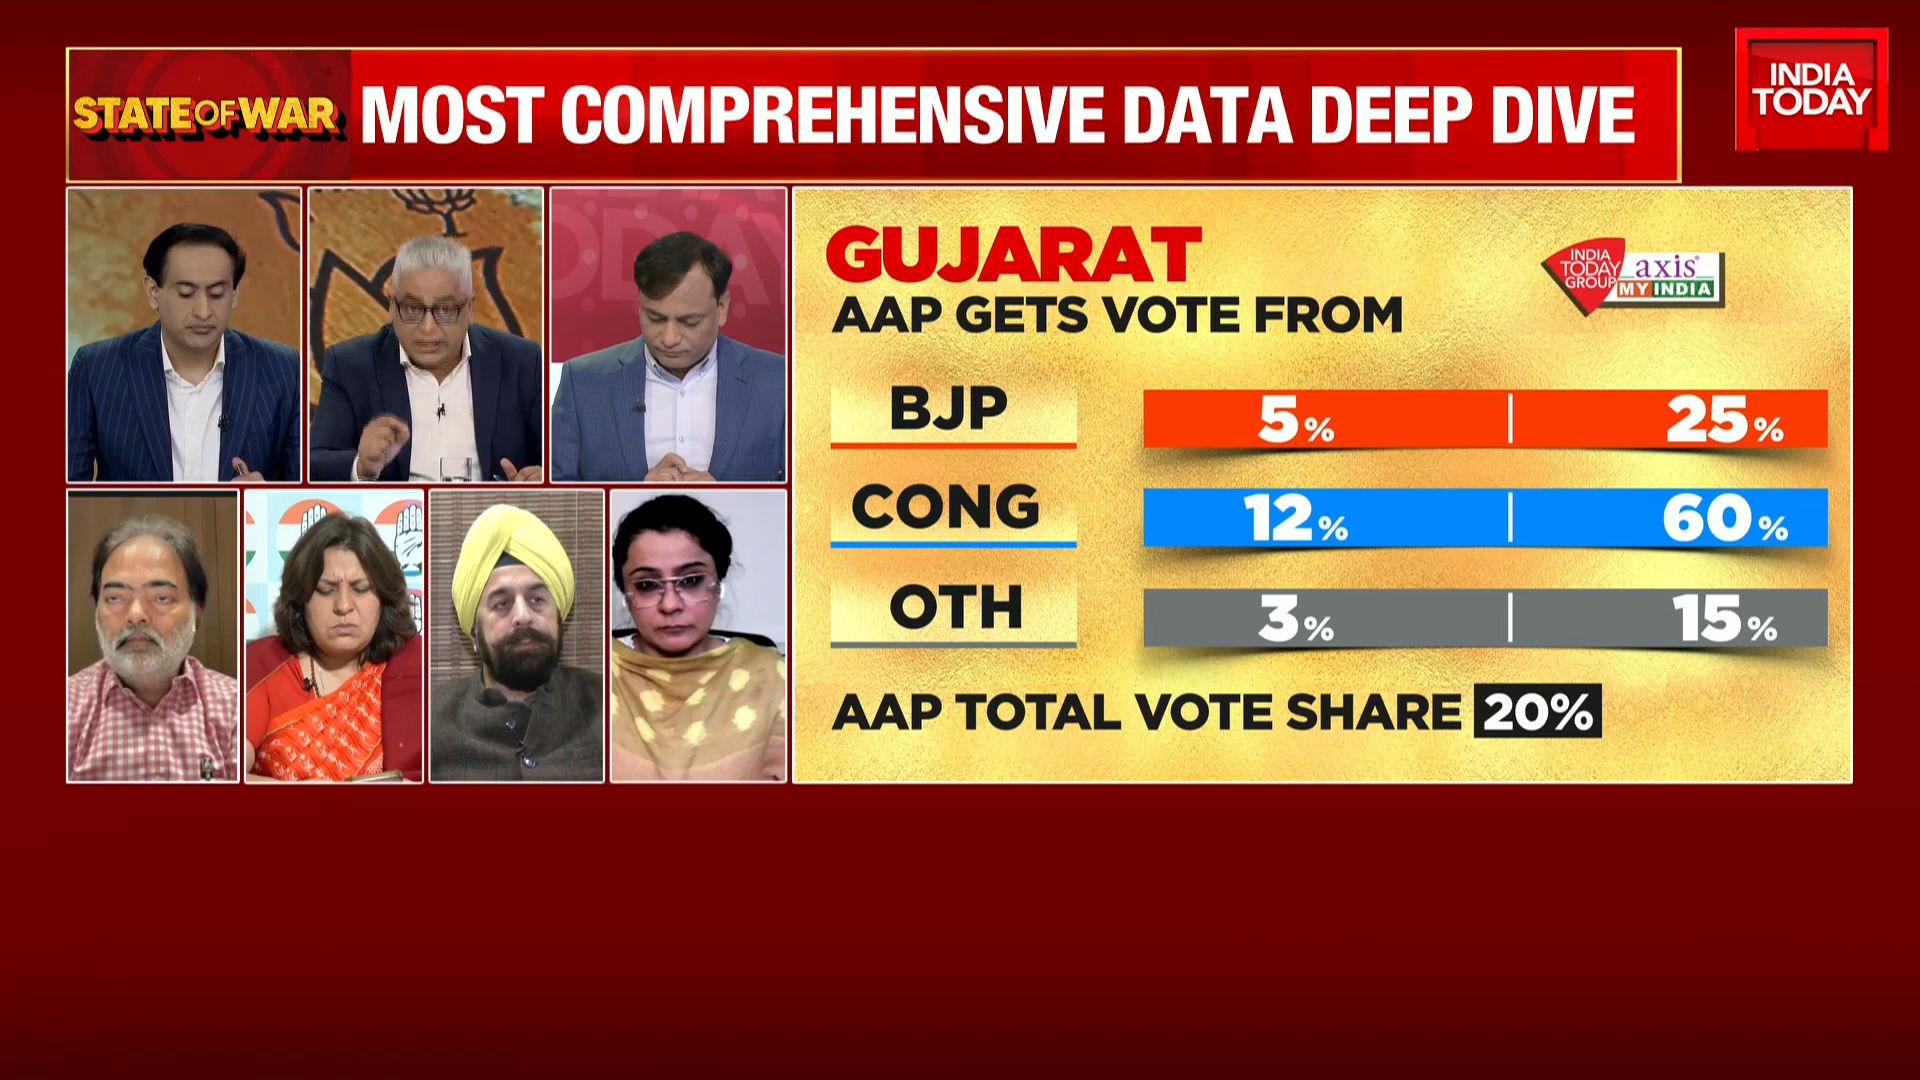 STATE OF WAR
MOST COMPREHENSIVE DATA DEEP DIVE
INDIA
TODAY
GUJARAT
AAP GETS VOTE FROM
INDIA
TODAY
GROUP
axis
MY INDIA
BJP
5%
25%
CONG
12%
60%
OTH
3%
15%
AAP TOTAL VOTE SHARE 20%
ODAY